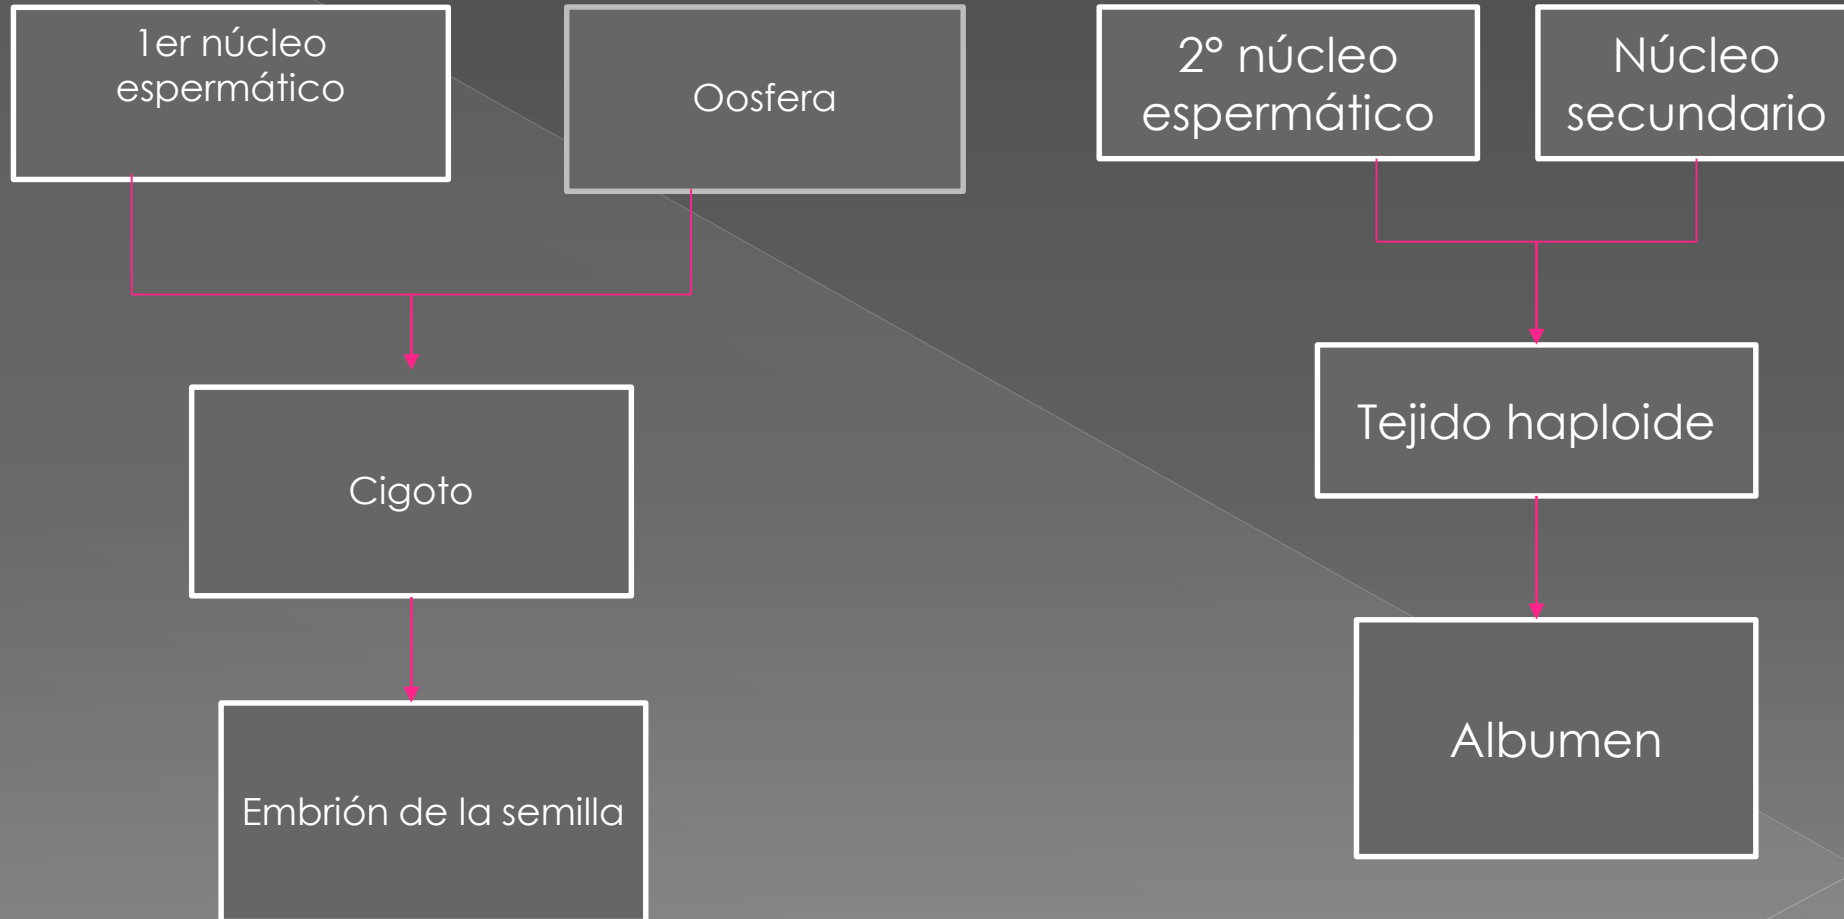 1er núcleo
espermático
Oosfera
2° núcleo
espermático
Núcleo
secundario
Cigoto
Tejido haploide
Embrión de la semilla
Albumen